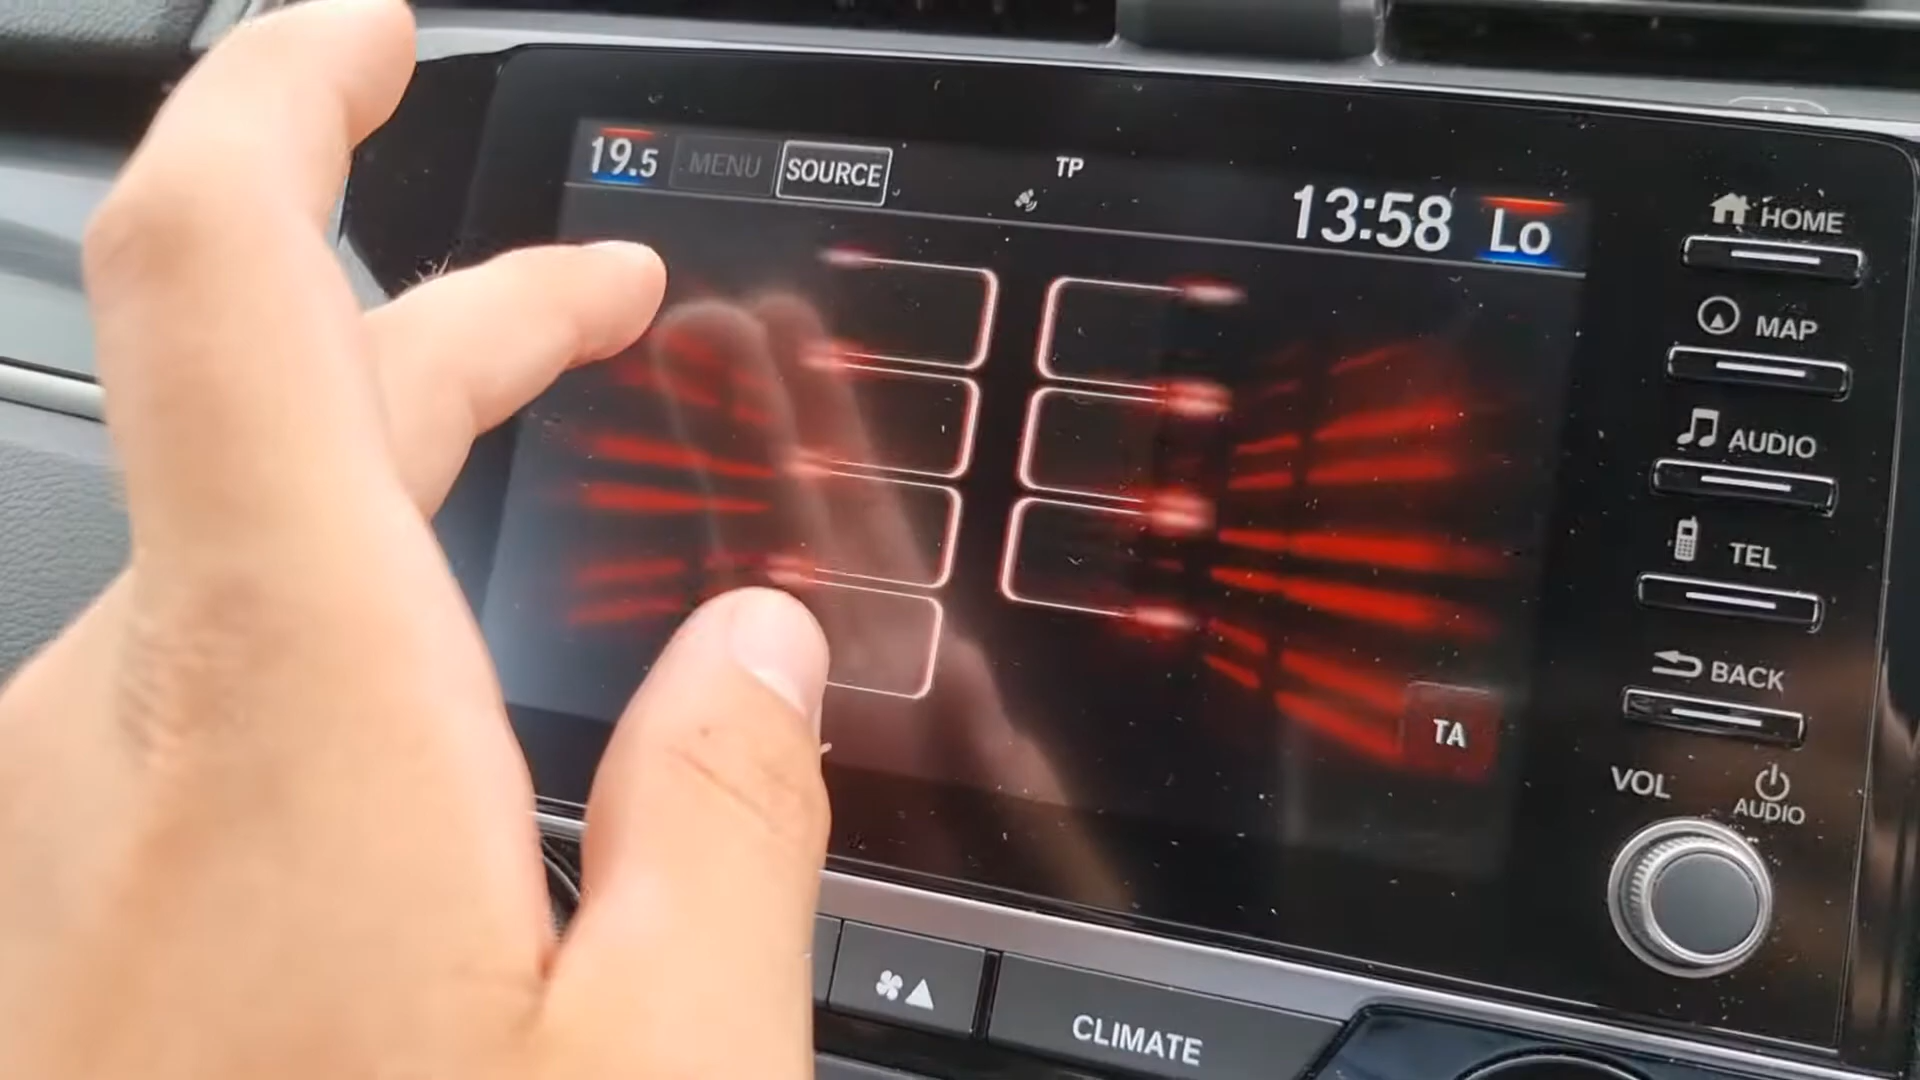 19.5 MENU SOURCE TP 13:58 Lo
HOME
MAP
AUDIO
TEL
BACK
TA
VOL
AUDIO
CLIMATE